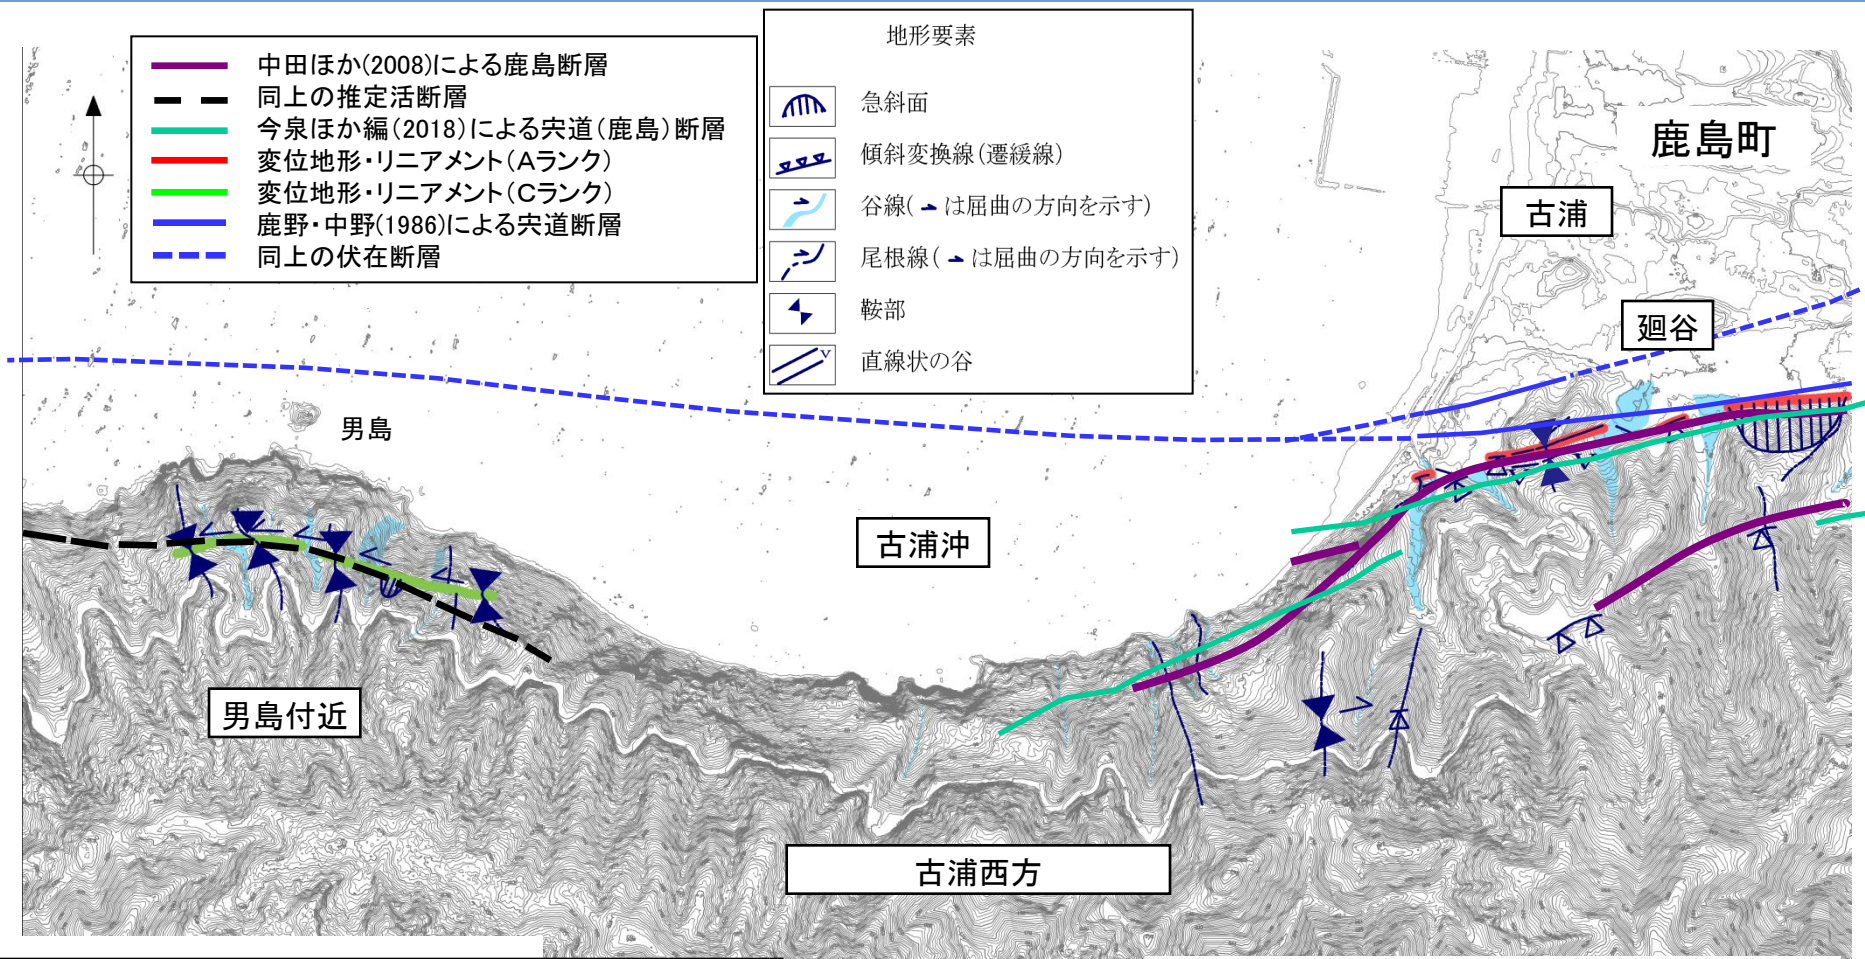 中田ほか(2008)による鹿島断層
同上の推定活断層
今泉ほか編(2018)による宍道(鹿島)断層
変位地形・リニアメント(Aランク)
変位地形・リニアメント(Cランク)
鹿野・中野(1986)による宍道断層
同上の伏在断層
地形要素
急斜面
傾斜変換線(遷緩線)
谷線( は屈曲の方向を示す)
尾根線( は屈曲の方向を示す)
鞍部
V
直線状の谷
鹿島町
古浦
廻谷
男島
古浦沖
男島付近
古浦西方